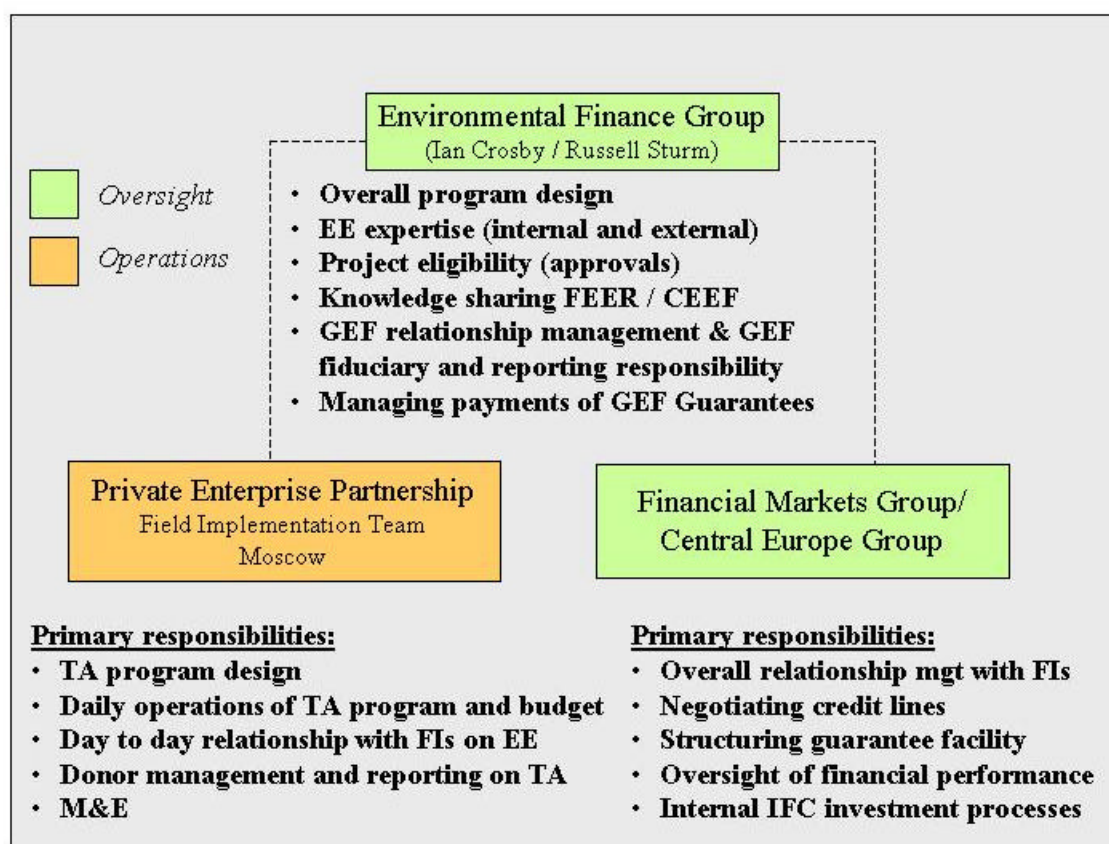 Environmental Finance Group
(Ian Crosby / Russell Sturm)
Oversight
Operations
• Overall program design
• EE expertise (internal and external)
• Project eligibility (approvals)
• Knowledge sharing FEER / CEEF
• GEF relationship management & GEF
fiduciary and reporting responsibility
• Managing payments of GEF Guarantees
Private Enterprise Partnership
Field Implementation Team
Moscow
Financial Markets Group/
Central Europe Group
Primary responsibilities:
• TA program design
• Daily operations of TA program and budget
• Day to day relationship with FIs on EE
• Donor management and reporting on TA
• M&E
Primary responsibilities:
• Overall relationship mgt with FIs
• Negotiating credit lines
• Structuring guarantee facility
• Oversight of financial performance
• Internal IFC investment processes